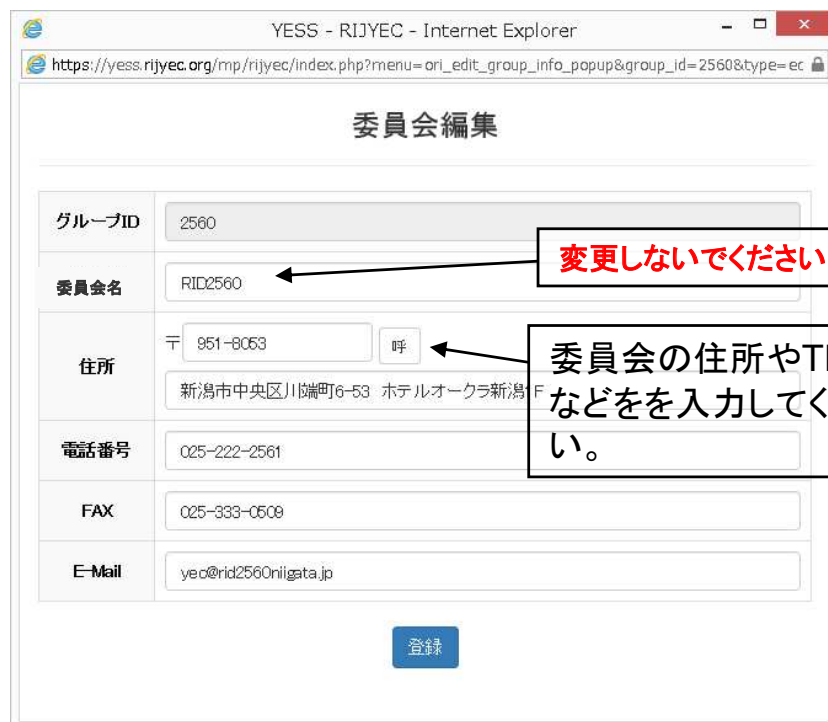 YESS - RIJYEC - Internet Explorer
https://yess.rijyec.org/mp/rijyec/index.php?menu=ori_edit_group_info_popup&group_id=2560&type=ec
委員会編集
グループID 2560
変更しないでください
委員会名 RID2560
〒 951-8053 呼
住所
委員会の住所やTE
新潟市中央区川端町6-53 ホテルオークラ新潟1F
などをを入力してく
い。
電話番号 025-222-2561
FAX 025-333-0509
E-Mail yec@rid2560niigata.jp
登録